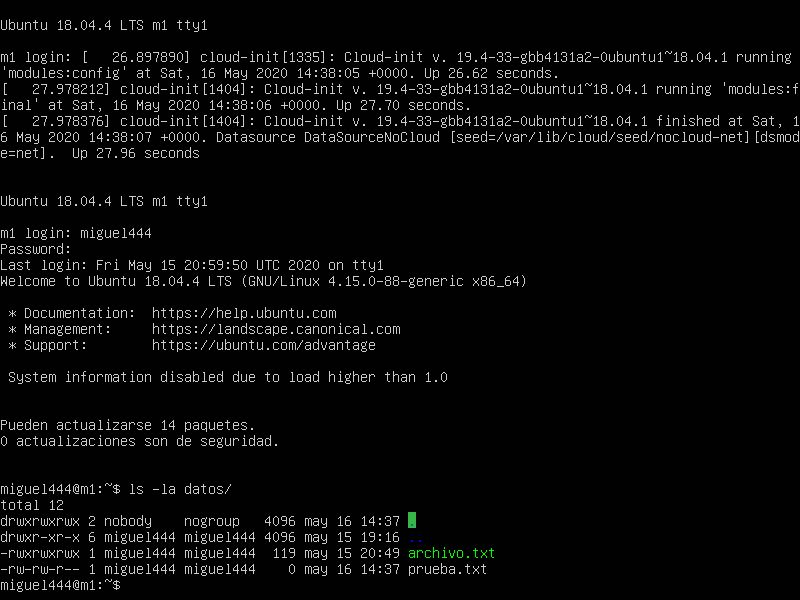 Ubuntu 18.04.4 LTS m1 tty1
m1 login: [   26.897890] cloud-init[1335]: Cloud-init v. 19.4-33-gbb4131a2-0ubuntu1~18.04.1 running
'modules:config' at Sat, 16 May 2020 14:38:05 +0000. Up 26.62 seconds.
[   27.978212] cloud-init[1404]: Cloud-init v. 19.4-33-gbb4131a2-0ubuntu1~18.04.1 running 'modules:f
inal' at Sat, 16 May 2020 14:38:06 +0000. Up 27.70 seconds.
[   27.978376] cloud-init[1404]: Cloud-init v. 19.4-33-gbb4131a2-0ubuntu1~18.04.1 finished at Sat, 1
6 May 2020 14:38:07 +0000. Datasource DataSourceNoCloud [seed=/var/lib/cloud/seed/nocloud-net][dsmod
e=net].  Up 27.96 seconds
Ubuntu 18.04.4 LTS m1 tty1
m1 login: miguel444
Password:
Last login: Fri May 15 20:59:50 UTC 2020 on tty1
Welcome to Ubuntu 18.04.4 LTS (GNU/Linux 4.15.0-88-generic x86_64)
 * Documentation:  https://help.ubuntu.com
 * Management:     https://landscape.canonical.com
 * Support:        https://ubuntu.com/advantage
 System information disabled due to load higher than 1.0
Pueden actualizarse 14 paquetes.
0 actualizaciones son de seguridad.
miguel444@m1:~$ ls -la datos/
total 12
drwxrwxrwx 2 nobody    nogroup   4096 may 16 14:37 .
drwxr-xr-x 6 miguel444 miguel444 4096 may 15 19:16 ..
-rwxrwxrwx 1 miguel444 miguel444  119 may 15 20:49 archivo.txt
-rw-rw-r-- 1 miguel444 miguel444    0 may 16 14:37 prueba.txt
miguel444@m1:~$